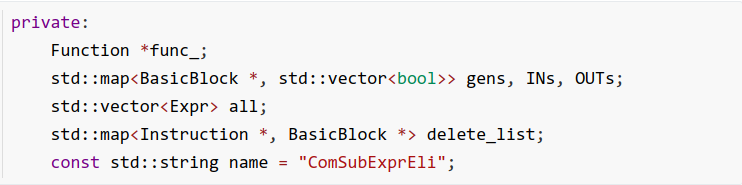 private:
    Function *func_;
    std::map<BasicBlock *, std::vector<bool>> gens, INs, OUTs;
    std::vector<Expr> all;
    std::map<Instruction *, BasicBlock *> delete_list;
    const std::string name = "ComSubExprEli";